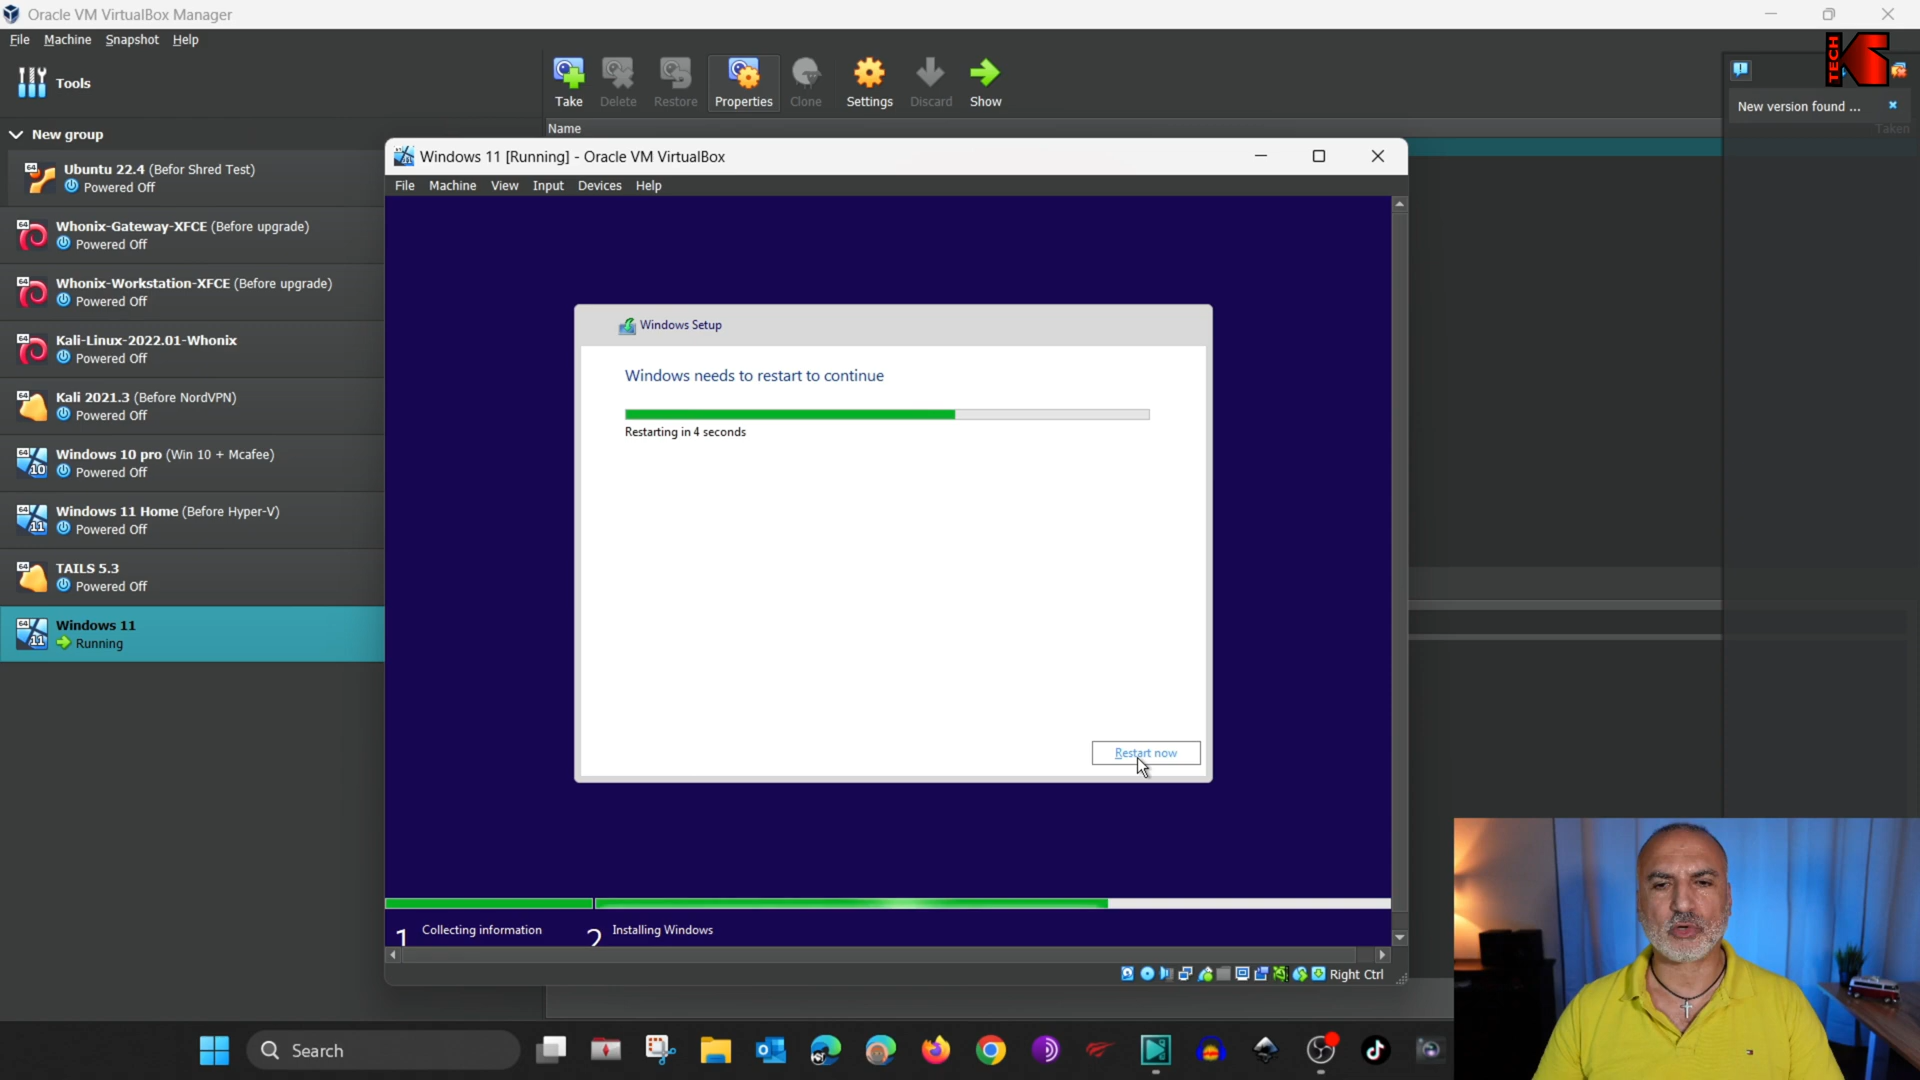 Oracle VM VirtualBox Manager
File Machine Snapshot Help
TECH K
Tools
Take Delete Restore Properties Clone Settings Discard Show
New version found ...
New group
Name
Taken
Ubuntu 22.4 (Befor Shred Test)
Powered Off
Whonix-Gateway-XFCE (Before upgrade)
Powered Off
Whonix-Workstation-XFCE (Before upgrade)
Powered Off
Kali-Linux-2022.01-Whonix
Powered Off
Kali 2021.3 (Before NordVPN)
Powered Off
Windows 10 pro (Win 10 + Mcafee)
Powered Off
Windows 11 Home (Before Hyper-V)
Powered Off
TAILS 5.3
Powered Off
Windows 11
Running
Windows 11 [Running] - Oracle VM VirtualBox
File Machine View Input Devices Help
Windows Setup
Windows needs to restart to continue
Restarting in 4 seconds
Restart now
1 Collecting information 2 Installing Windows
Right Ctrl
Search